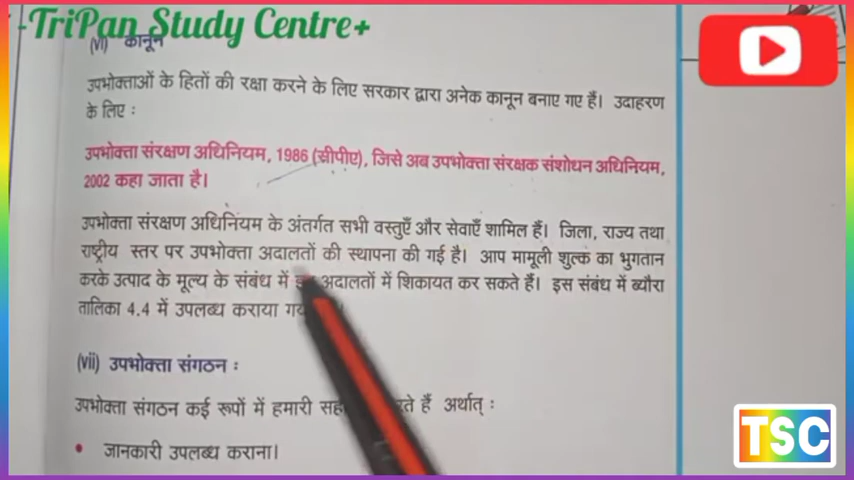 -TriPan Study Centre+
(vi) कानून
उपभोक्ताओं के हितों की रक्षा करने के लिए सरकार द्वारा अनेक कानून बनाए गए हैं। उदाहरण
के लिए :
उपभोक्ता संरक्षण अधिनियम, 1986 (सीपीए), जिसे अब उपभोक्ता संरक्षक संशोधन अधिनियम,
2002 कहा जाता है।
उपभोक्ता संरक्षण अधिनियम के अंतर्गत सभी वस्तुएँ और सेवाएँ शामिल हैं। जिला, राज्य तथा
राष्ट्रीय स्तर पर उपभोक्ता अदालतों की स्थापना की गई है। आप मामूली शुल्क का भुगतान
करके उत्पाद के मूल्य के संबंध में अदालतों में शिकायत कर सकते हैं। इस संबंध में ब्यौरा
तालिका 4.4 में उपलब्ध कराया
(vii) उपभोक्ता संगठन :
उपभोक्ता संगठन कई रूपों में हमारी हैं अर्थात् :
• जानकारी उपलब्ध कराना।
TSC